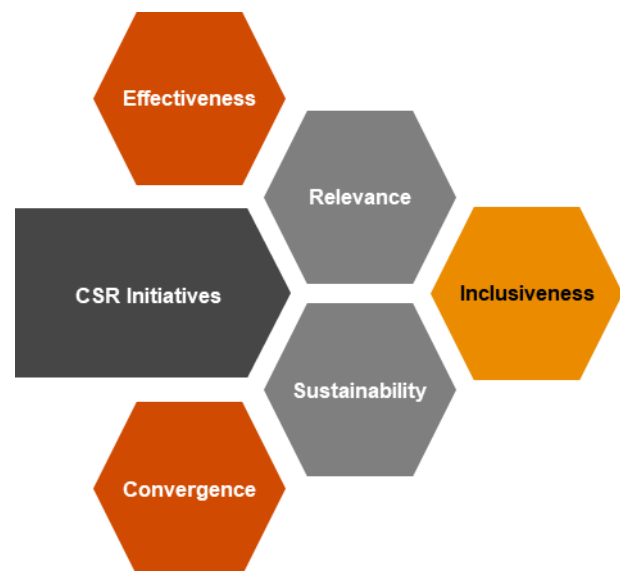 Effectiveness
Relevance
CSR Initiatives
Inclusiveness
Sustainability
Convergence